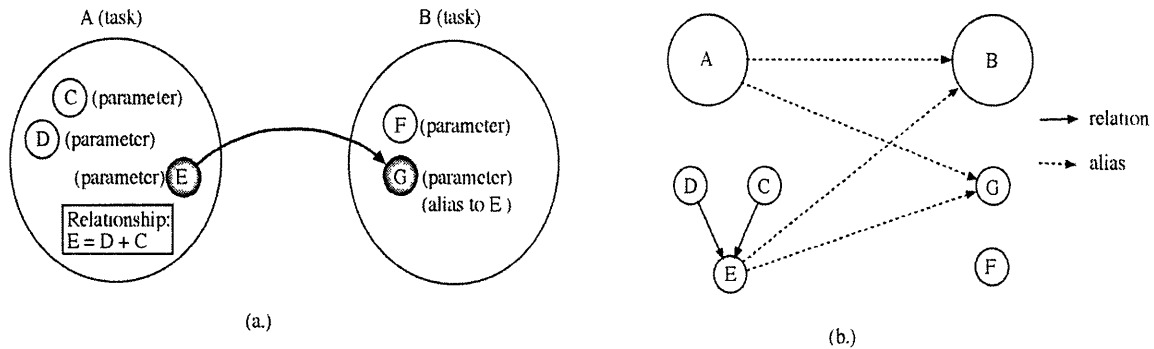 A (task)
B (task)
C (parameter)
D (parameter)
(parameter) E
Relationship:
E = D + C
F (parameter)
G (parameter)
(alias to E )
(a.)
A
B
relation
alias
D
C
G
E
F
(b.)